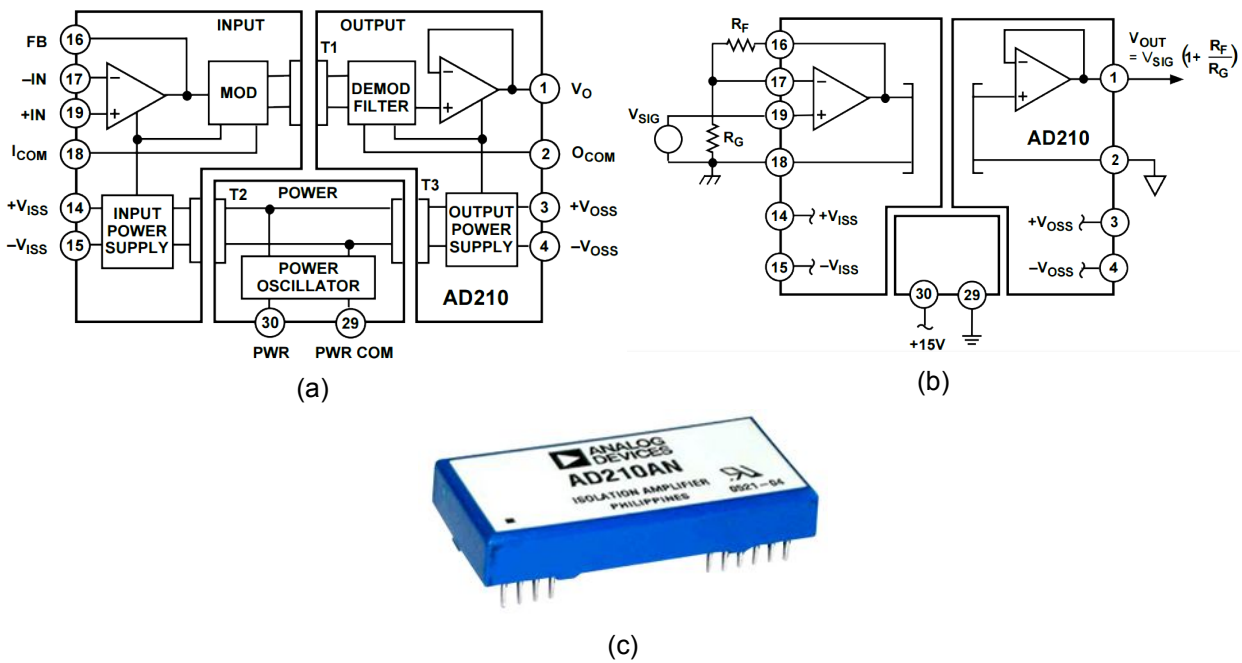 INPUT
OUTPUT
FB
16
T1
–IN
17
MOD
DEMOD
FILTER
1
VO
+IN
19
ICOM
18
2
OCOM
T2
POWER
T3
+VISS
14
INPUT
POWER
SUPPLY
OUTPUT
POWER
SUPPLY
3
+VOSS
–VISS
15
4
–VOSS
POWER
OSCILLATOR
AD210
30
29
PWR
PWR COM
(a)
RF
16
VOUT
= VSIG (1+ RF/RG)
17
1
VSIG
19
RG
AD210
18
2
14
+VISS
+VOSS
3
15
–VISS
–VOSS
4
30
29
+15V
(b)
ANALOG
DEVICES
AD210AN
ISOLATION AMPLIFIER
PHILIPPINES
0521-04
(c)